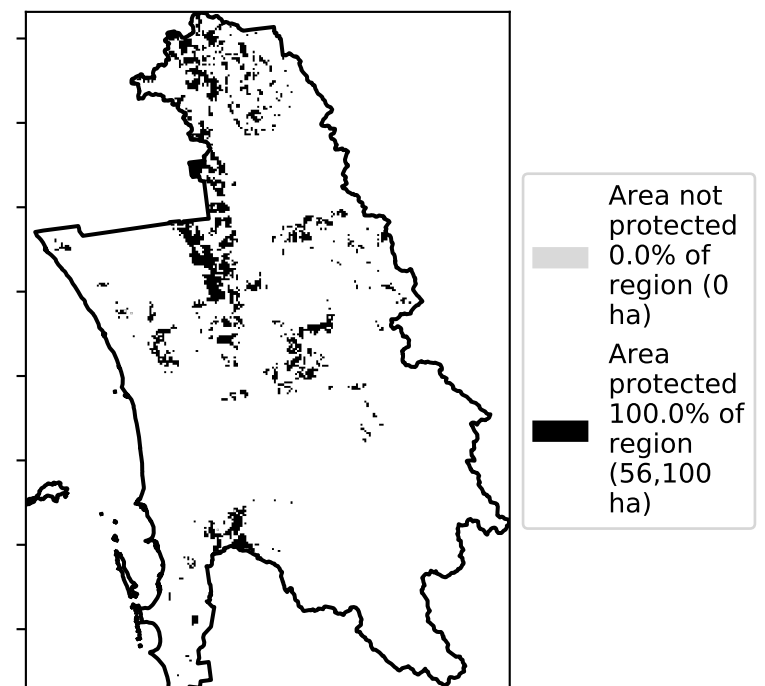 Area not
protected
0.0% of
region (0
ha)
Area
protected
100.0% of
region
(56,100
ha)